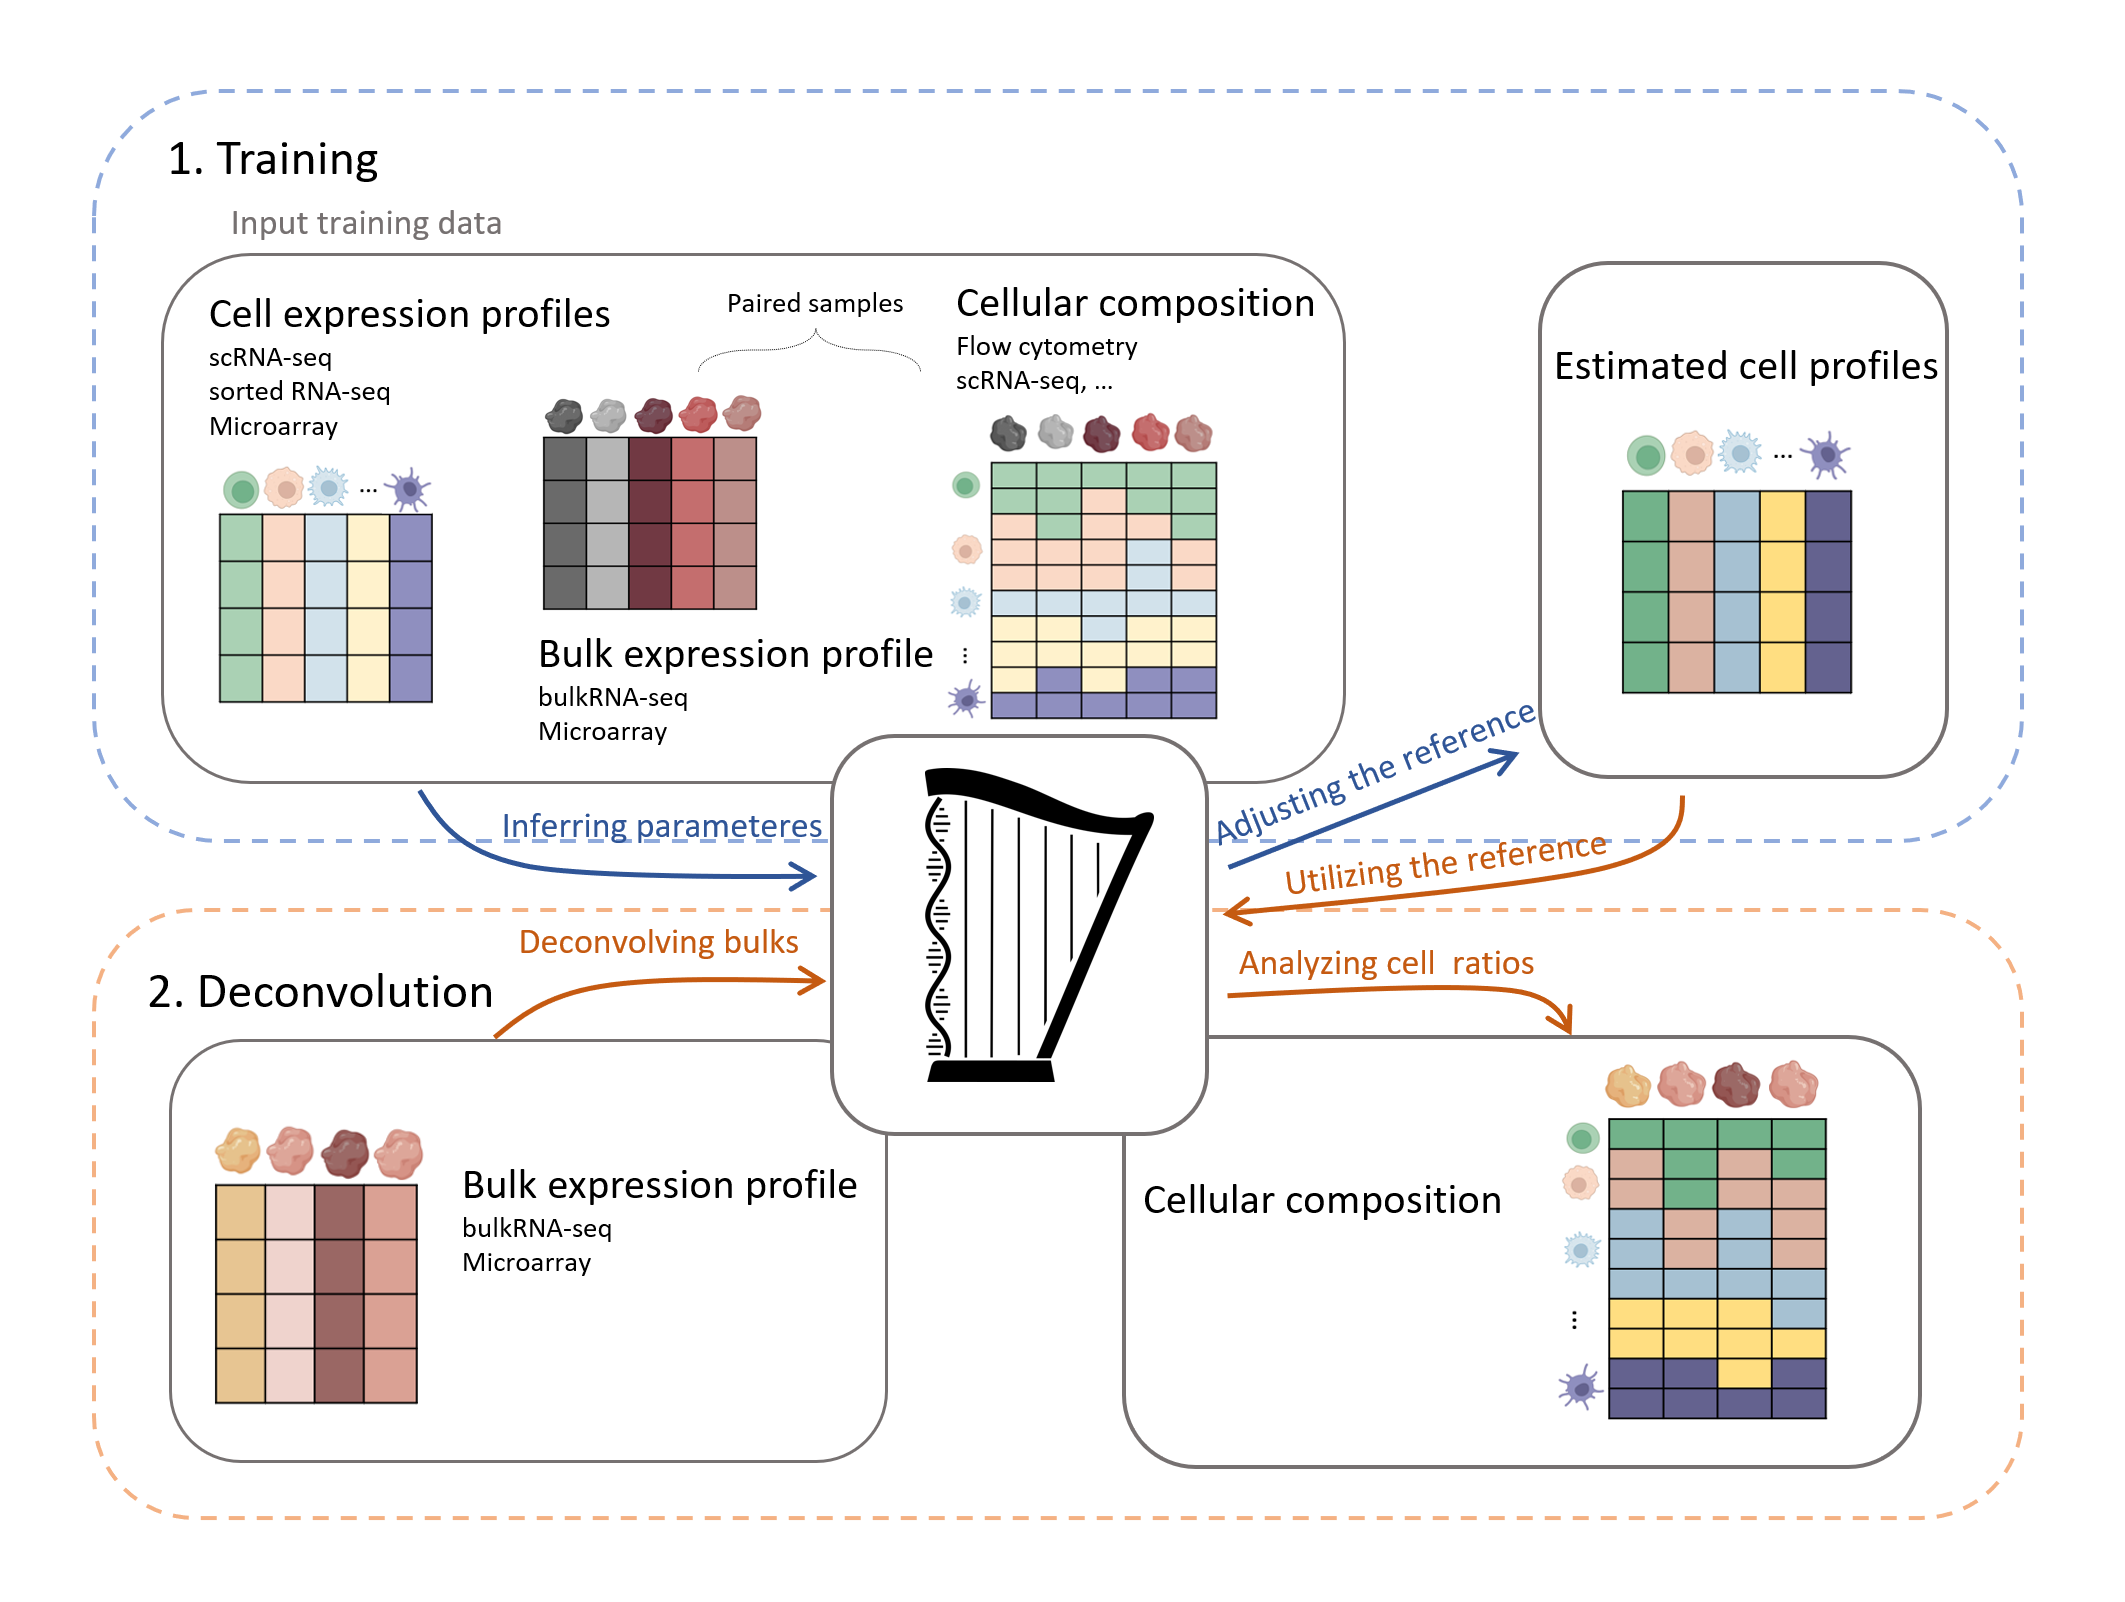 1. Training
Input training data
Cell expression profiles
scRNA-seq
sorted RNA-seq
Microarray
...
Paired samples
Bulk expression profile
bulkRNA-seq
Microarray
Cellular composition
Flow cytometry
scRNA-seq, ...
...
Estimated cell profiles
...
Inferring parameteres
Adjusting the reference
Utilizing the reference
Deconvolving bulks
Analyzing cell ratios
2. Deconvolution
Bulk expression profile
bulkRNA-seq
Microarray
Cellular composition
...